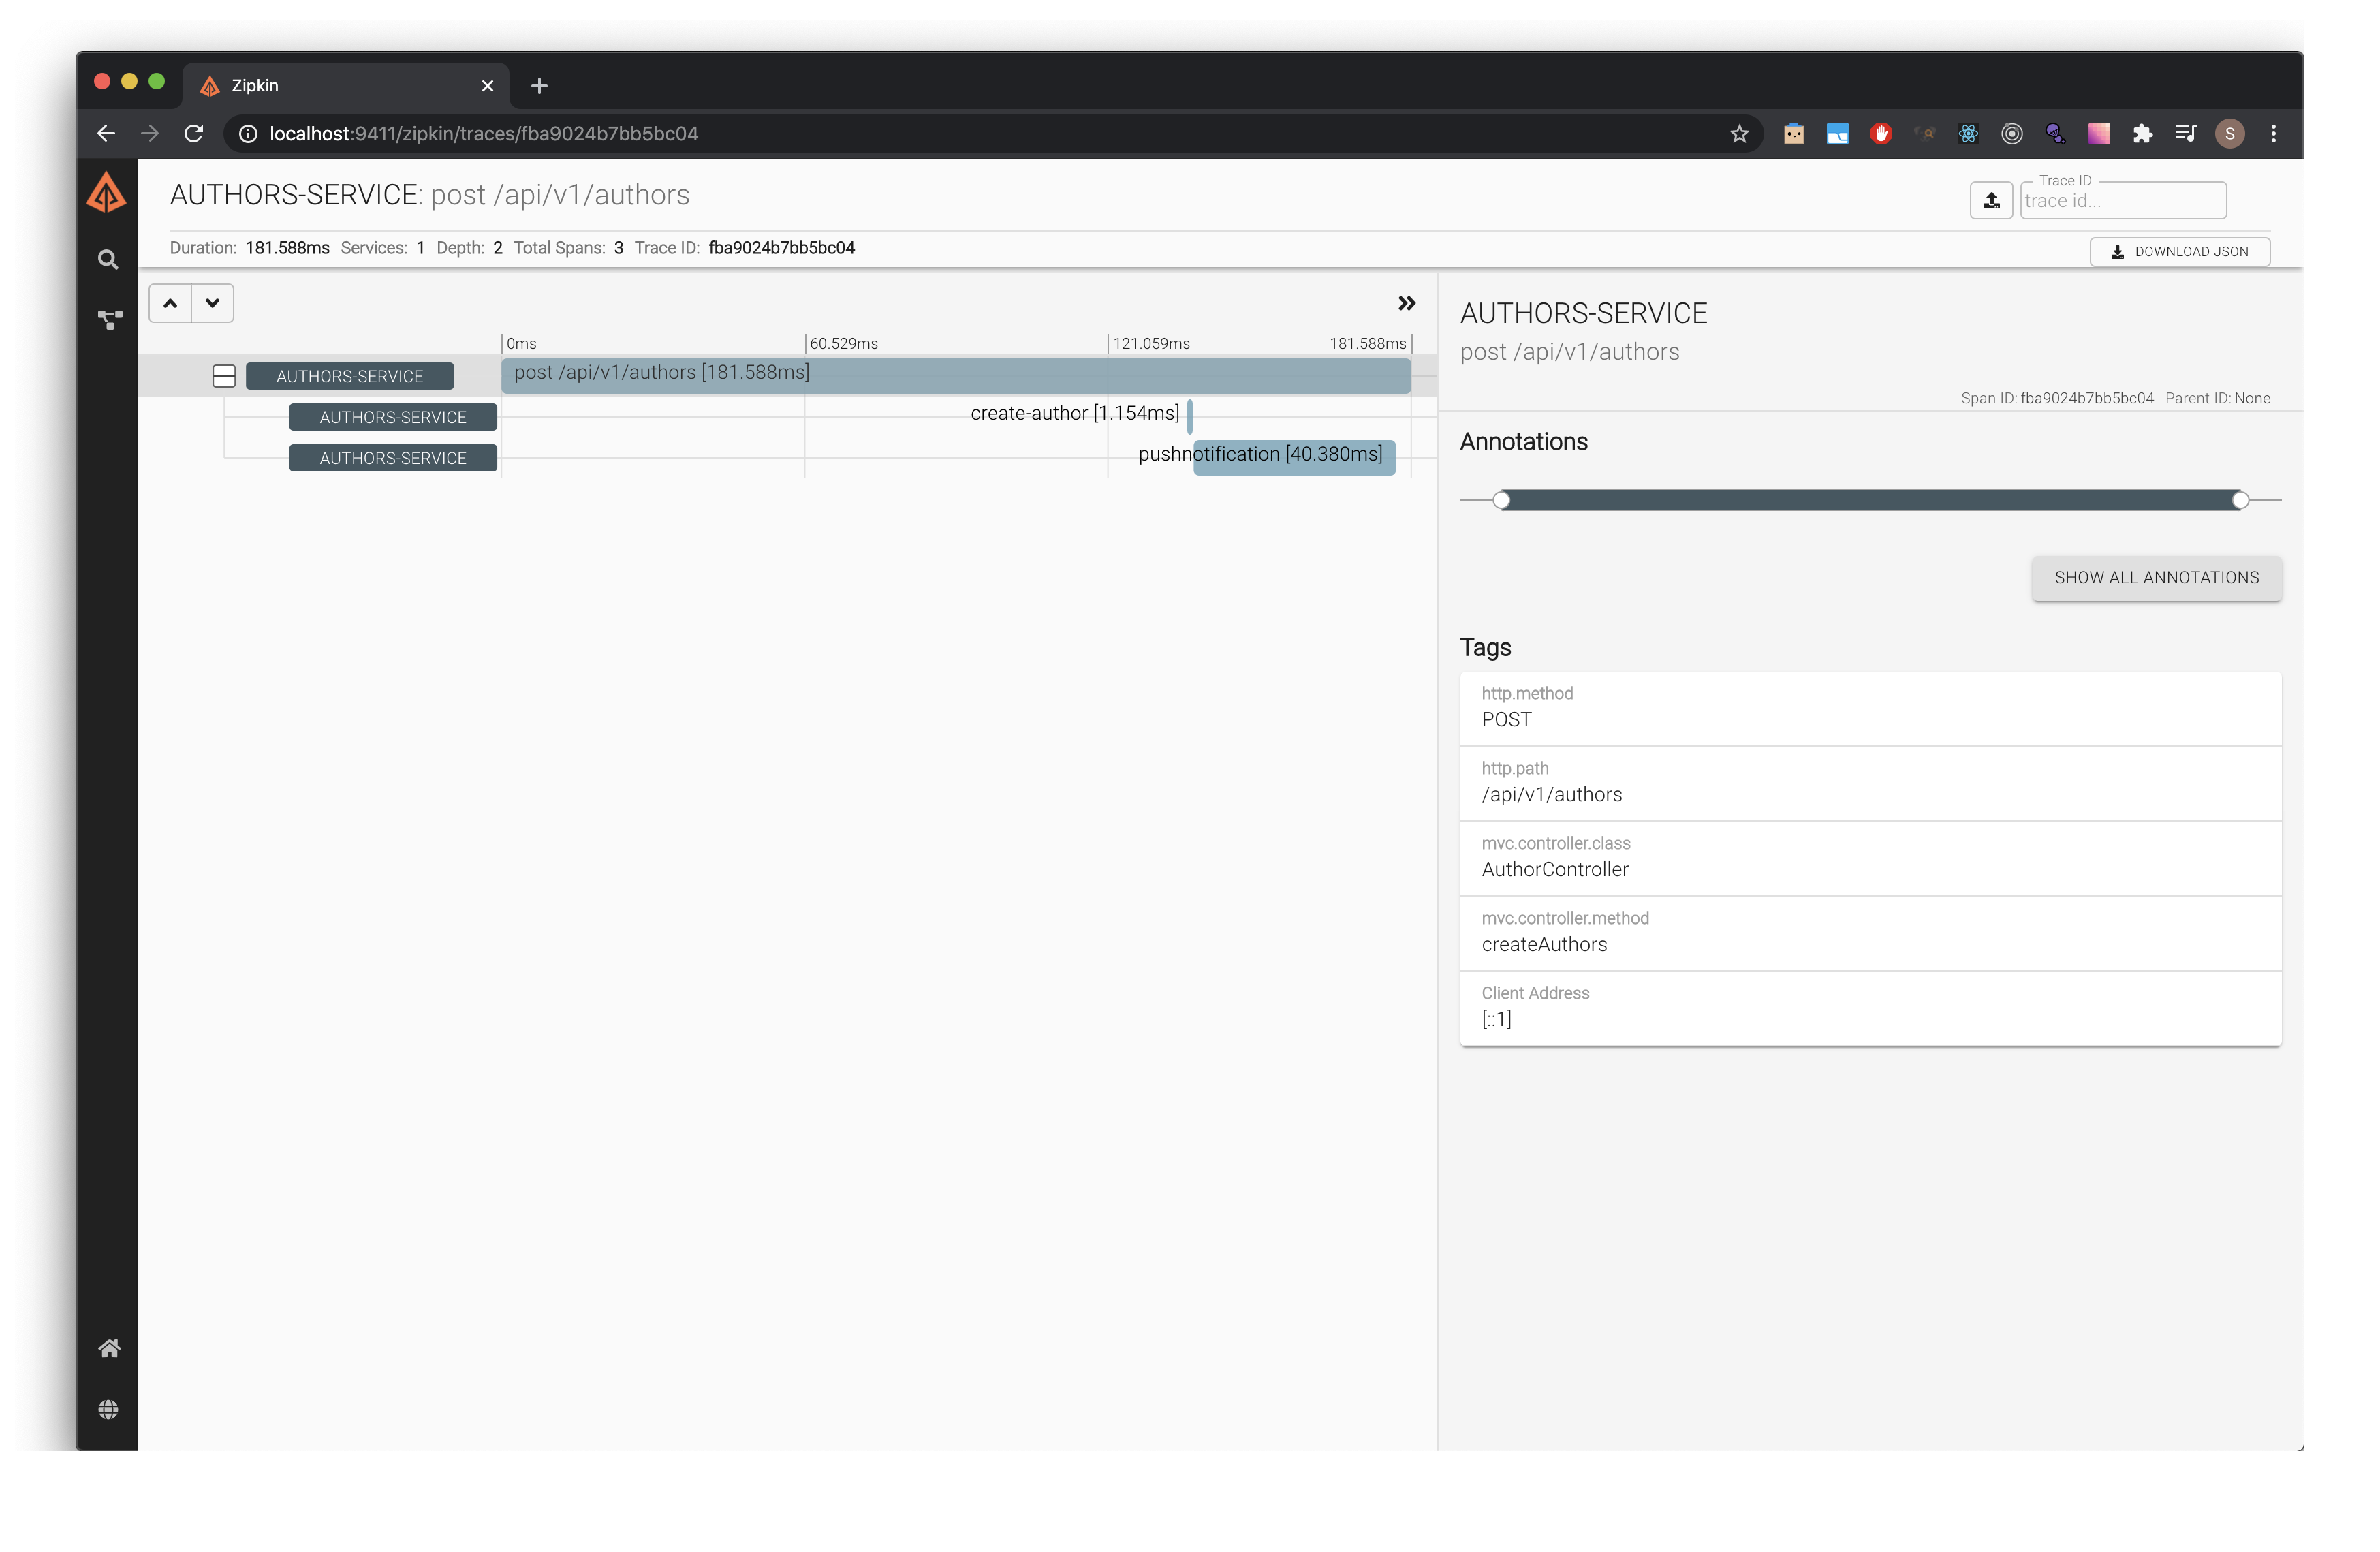 Zipkin
localhost:9411/zipkin/traces/fba9024b7bb5bc04
S
AUTHORS-SERVICE: post /api/v1/authors
Trace ID
trace id...
Duration: 181.588ms Services: 1 Depth: 2 Total Spans: 3 Trace ID: fba9024b7bb5bc04
DOWNLOAD JSON
0ms 60.529ms 121.059ms 181.588ms
AUTHORS-SERVICE post /api/v1/authors [181.588ms]
AUTHORS-SERVICE create-author [1.154ms]
AUTHORS-SERVICE pushnotification [40.380ms]
AUTHORS-SERVICE
post /api/v1/authors
Span ID: fba9024b7bb5bc04 Parent ID: None
Annotations
SHOW ALL ANNOTATIONS
Tags
http.method
POST
http.path
/api/v1/authors
mvc.controller.class
AuthorController
mvc.controller.method
createAuthors
Client Address
[::1]